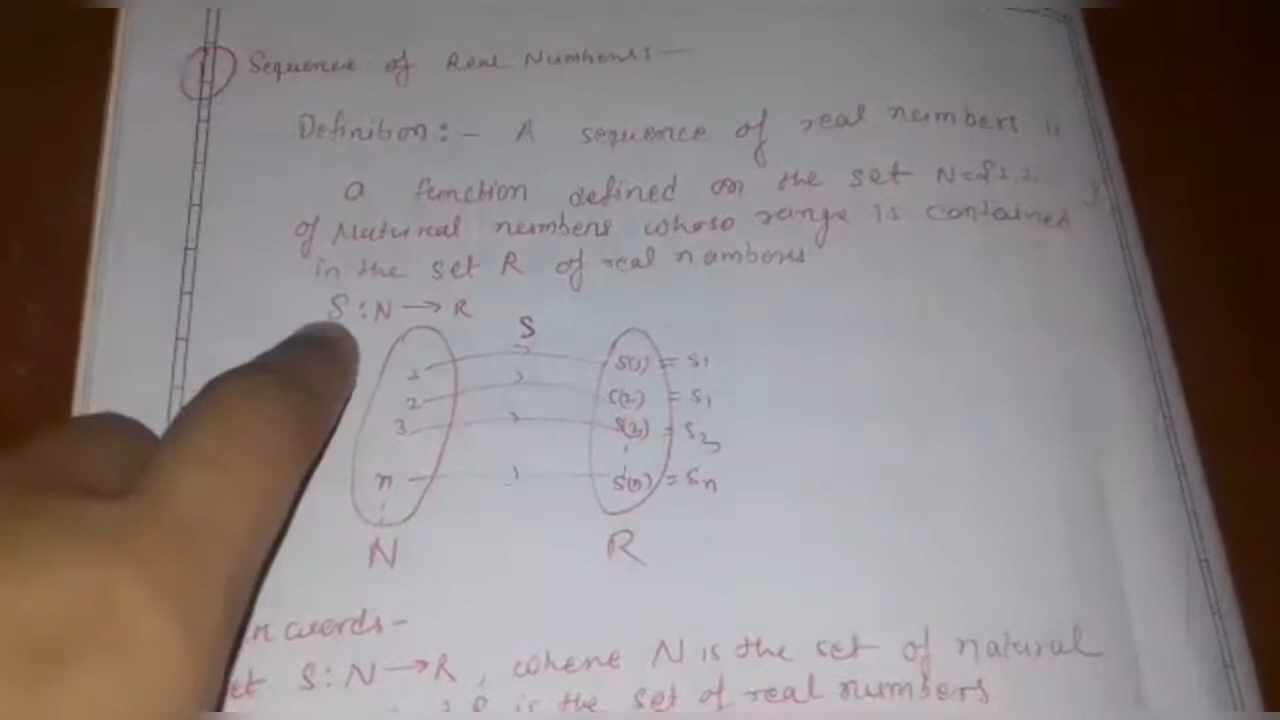 ① Sequence of Real Numbers:-
Definition:- A sequence of real numbers is
a function defined on the set N={1,2,
of Natural numbers whose range is contained
in the set R of real numbers
S:N→R
S
1 S(1) = S1
2 S(2) = S1
3 S(3) = S2
n S(n) = Sn
N R
n words-
et S:N→R, where N is the set of natural
is the set of real numbers